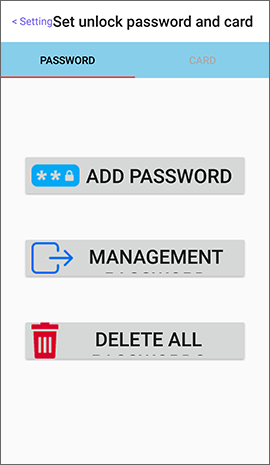 < Setting Set unlock password and card
PASSWORD CARD
** ADD PASSWORD
MANAGEMENT
DELETE ALL